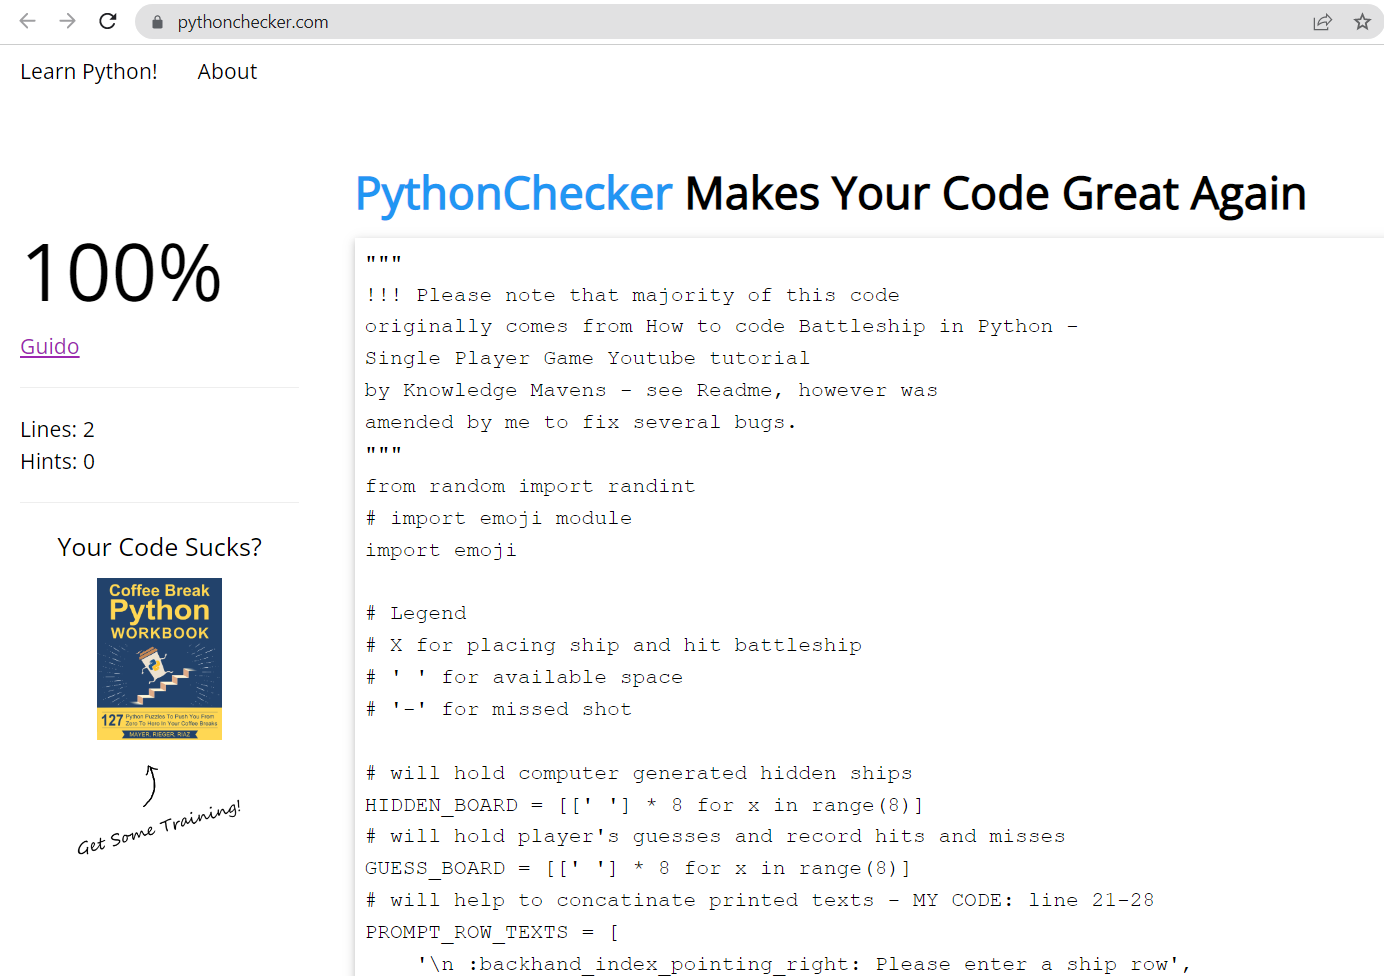 pythonchecker.com
Learn Python! About
PythonChecker Makes Your Code Great Again
100%
Guido
Lines: 2
Hints: 0
Your Code Sucks?
Coffee Break
Python
WORKBOOK
127 Python Puzzles To Push You From
Zero To Hero In Your Coffee Breaks
MAYER, RIEGER, RIAZ
Get Some Training!
"""
!!! Please note that majority of this code
originally comes from How to code Battleship in Python -
Single Player Game Youtube tutorial
by Knowledge Mavens - see Readme, however was
amended by me to fix several bugs.
"""
from random import randint
# import emoji module
import emoji
# Legend
# X for placing ship and hit battleship
# ' ' for available space
# '-' for missed shot
# will hold computer generated hidden ships
HIDDEN_BOARD = [[' '] * 8 for x in range(8)]
# will hold player's guesses and record hits and misses
GUESS_BOARD = [[' '] * 8 for x in range(8)]
# will help to concatinate printed texts - MY CODE: line 21-28
PROMPT_ROW_TEXTS = [
'\n :backhand_index_pointing_right: Please enter a ship row',